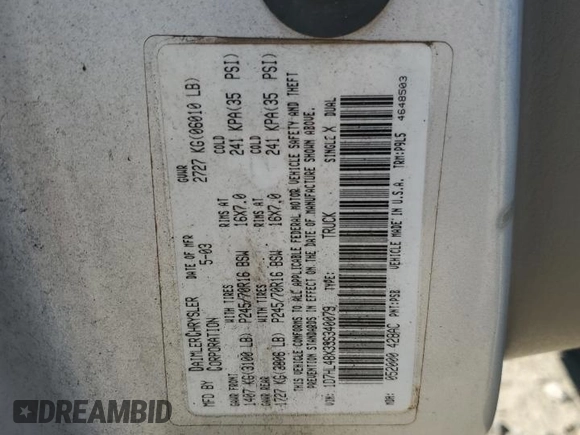 MFD BY DAIMLERCHRYSLER CORPORATION
DATE OF MFR 5-03
GVWR 2727 KG(06010 LB)
GAWR FRONT WITH TIRES RIMS AT COLD
1407 KG(3100 LB) P245/70R16 BSW 16X7.0 241 KPA(35 PSI)
GAWR REAR WITH TIRES RIMS AT COLD
1727 KG(3806 LB) P245/70R16 BSW 16X7.0 241 KPA(35 PSI)
THIS VEHICLE CONFORMS TO ALL APPLICABLE FEDERAL MOTOR VEHICLE SAFETY AND THEFT
PREVENTION STANDARDS IN EFFECT ON THE DATE OF MANUFACTURE SHOWN ABOVE.
VIN: 1D7HL48K33S340079 TYPE: TRUCK SINGLE X DUAL
MDH: 052000 428AC PNT:PSB VEHICLE MADE IN U.S.A. TRM:P9L5
4648503
DREAMBID